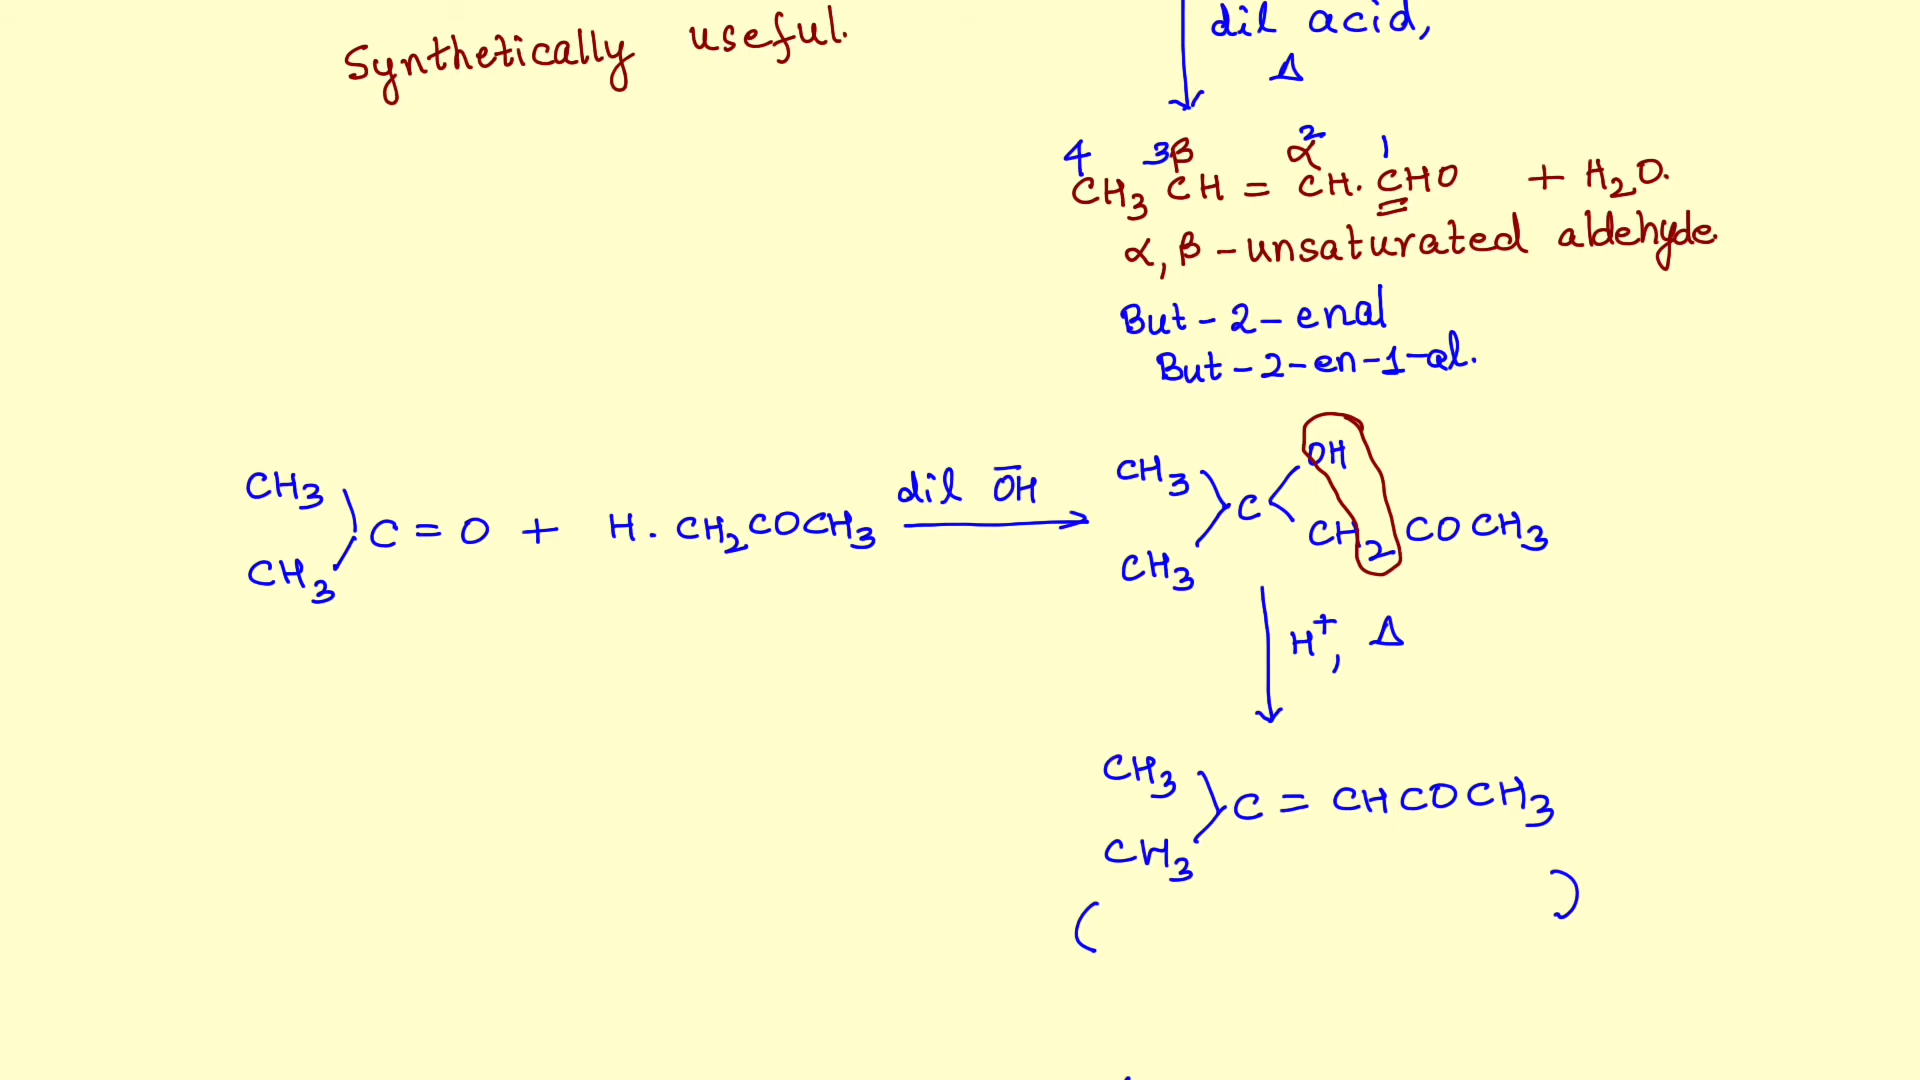 Synthetically useful.
dil acid,
Δ
4 3β α2 1
CH3 CH = CH. CHO + H2O.
α, β - unsaturated aldehyde.
But - 2 - enal
But - 2 - en - 1 - al.
CH3
CH3
C = O + H. CH2COCH3
dil OH̅
CH3
CH3
C
OH
CH2 COCH3
H+, Δ
CH3
CH3
C = CHCOCH3
( )